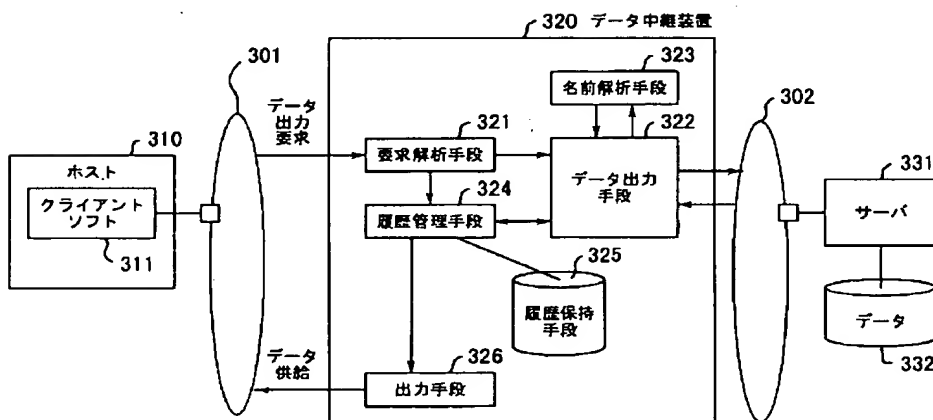 320 データ中継装置
301
データ
出力
要求
323
名前解析手段
302
310
321
322
ホスト
要求解析手段
331
クライアント
ソフト
324
データ出力
手段
サーバ
311
履歴管理手段
325
履歴保持
手段
データ
データ
供給
326
332
出力手段